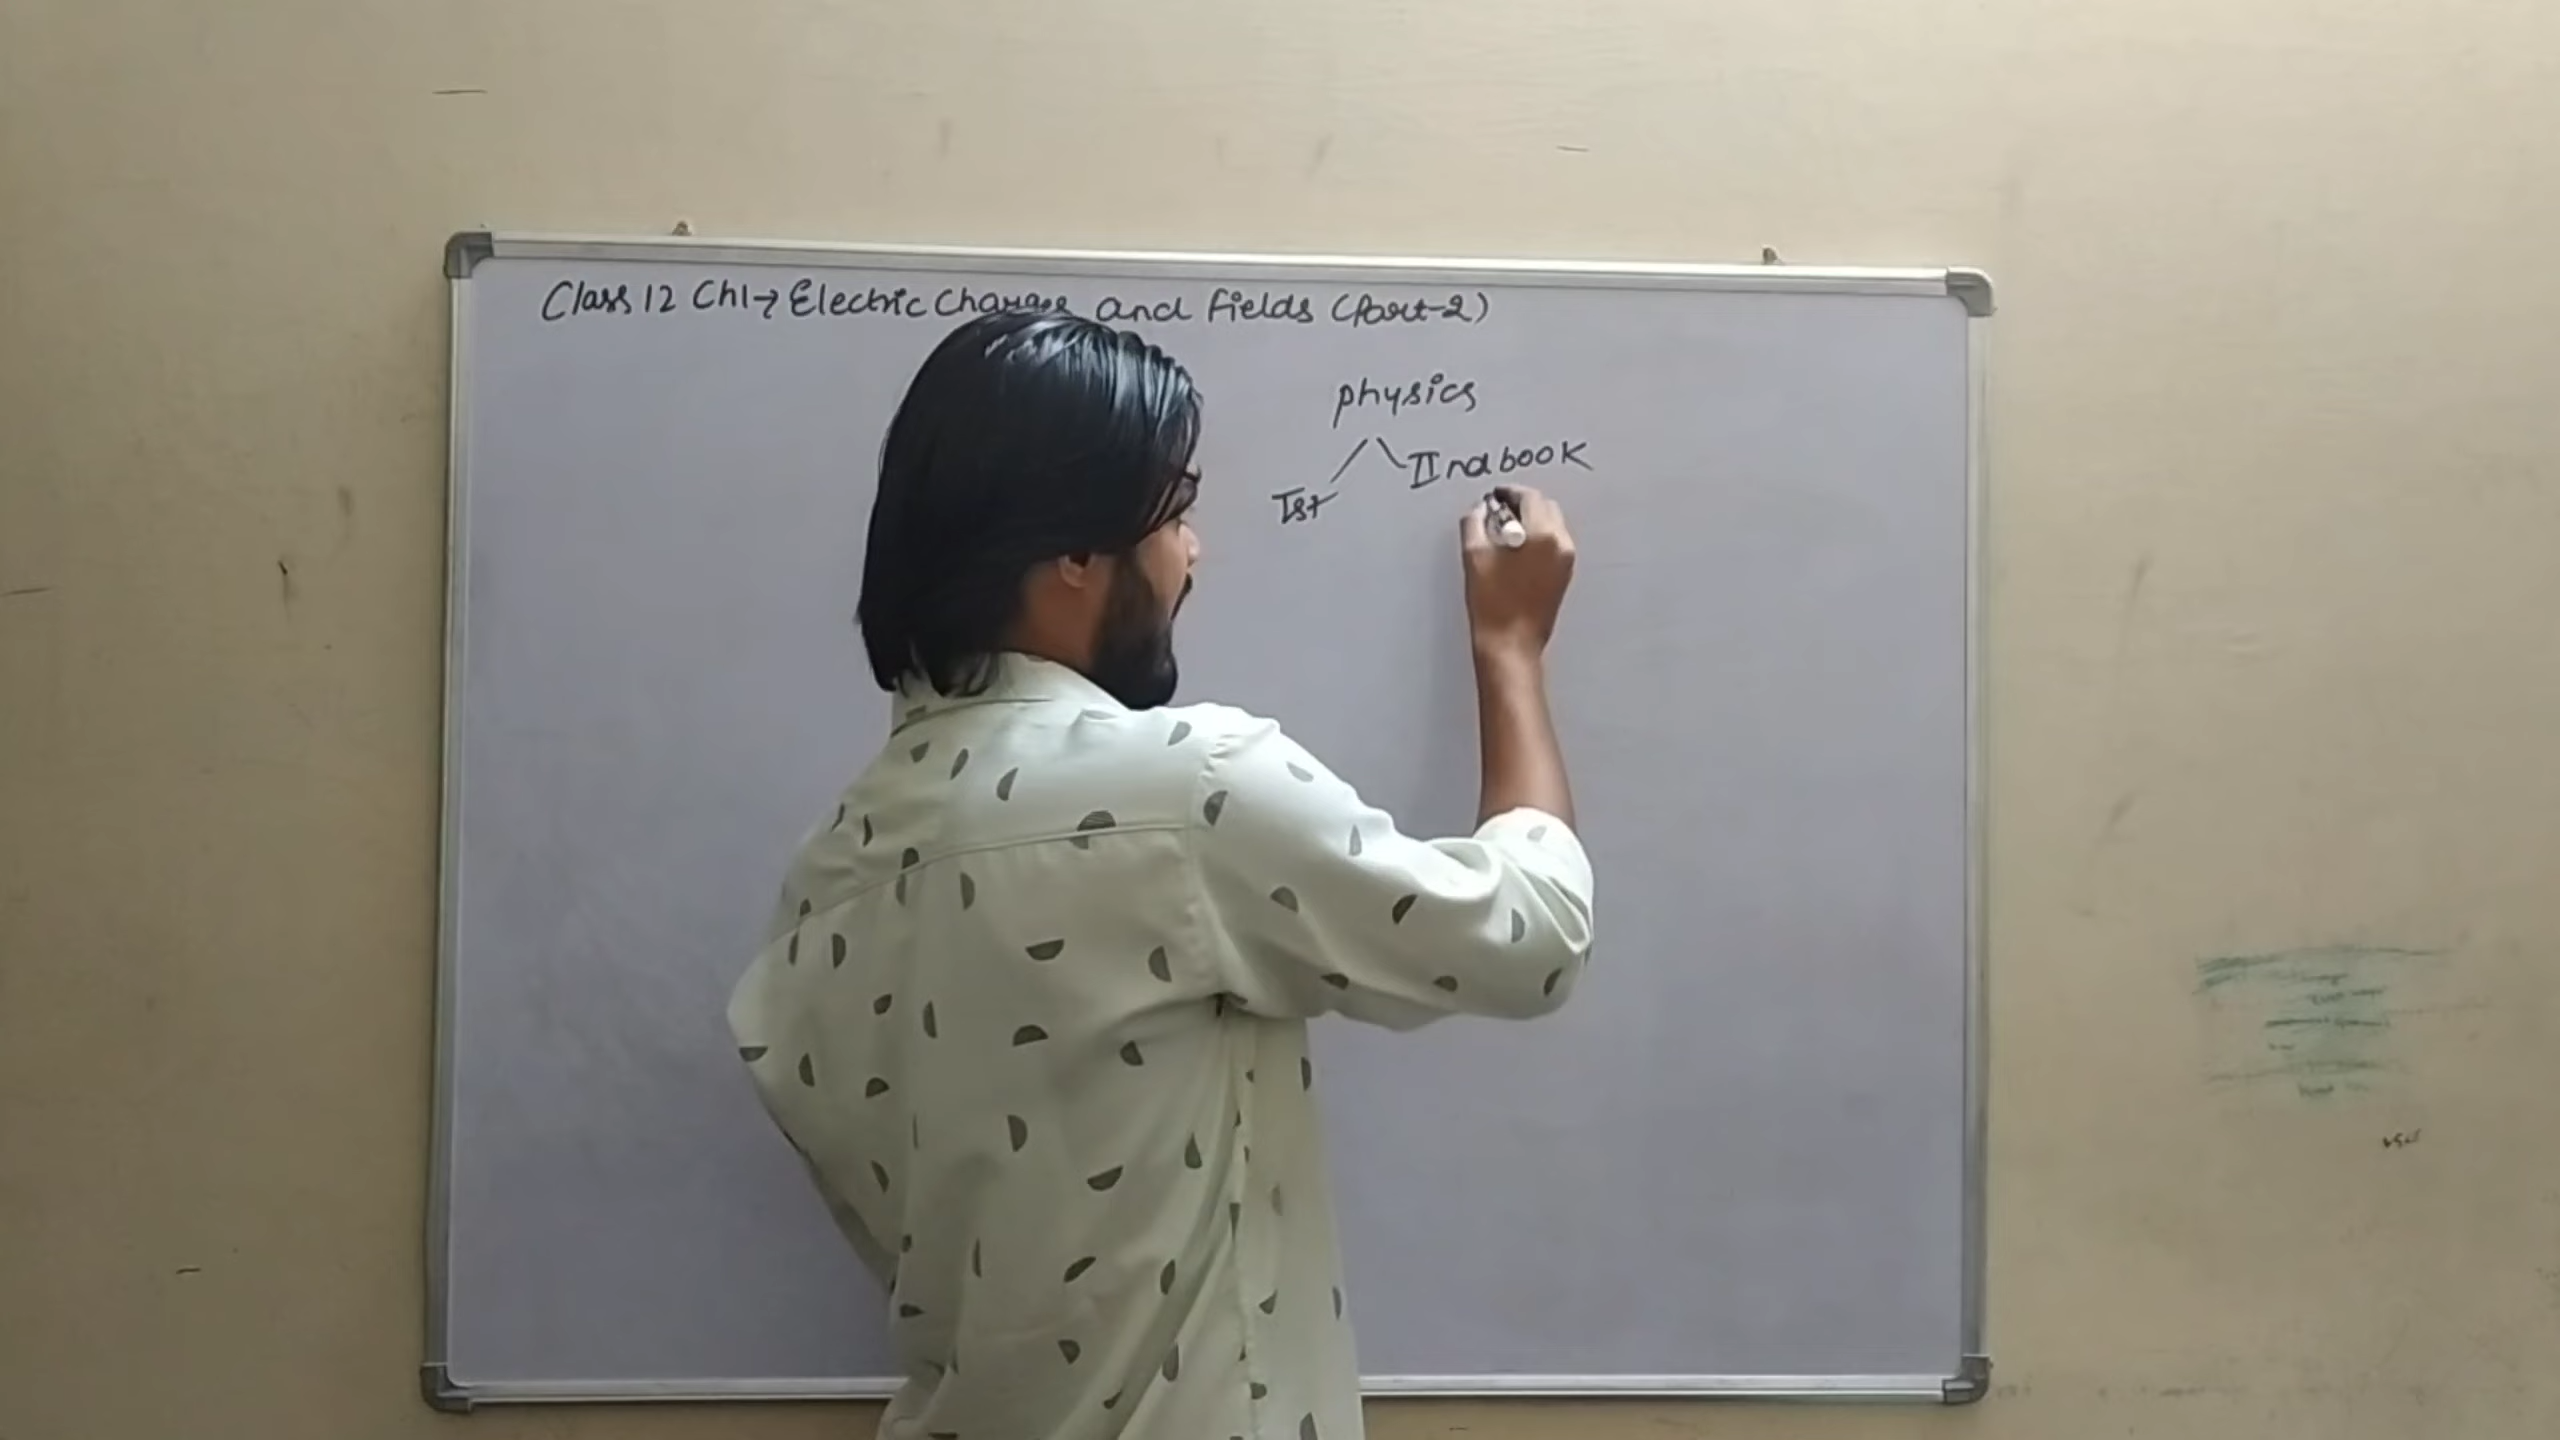 Class 12 Ch1→ Electric Charges and Fields (Part-2)
physics
IInd book
Ist